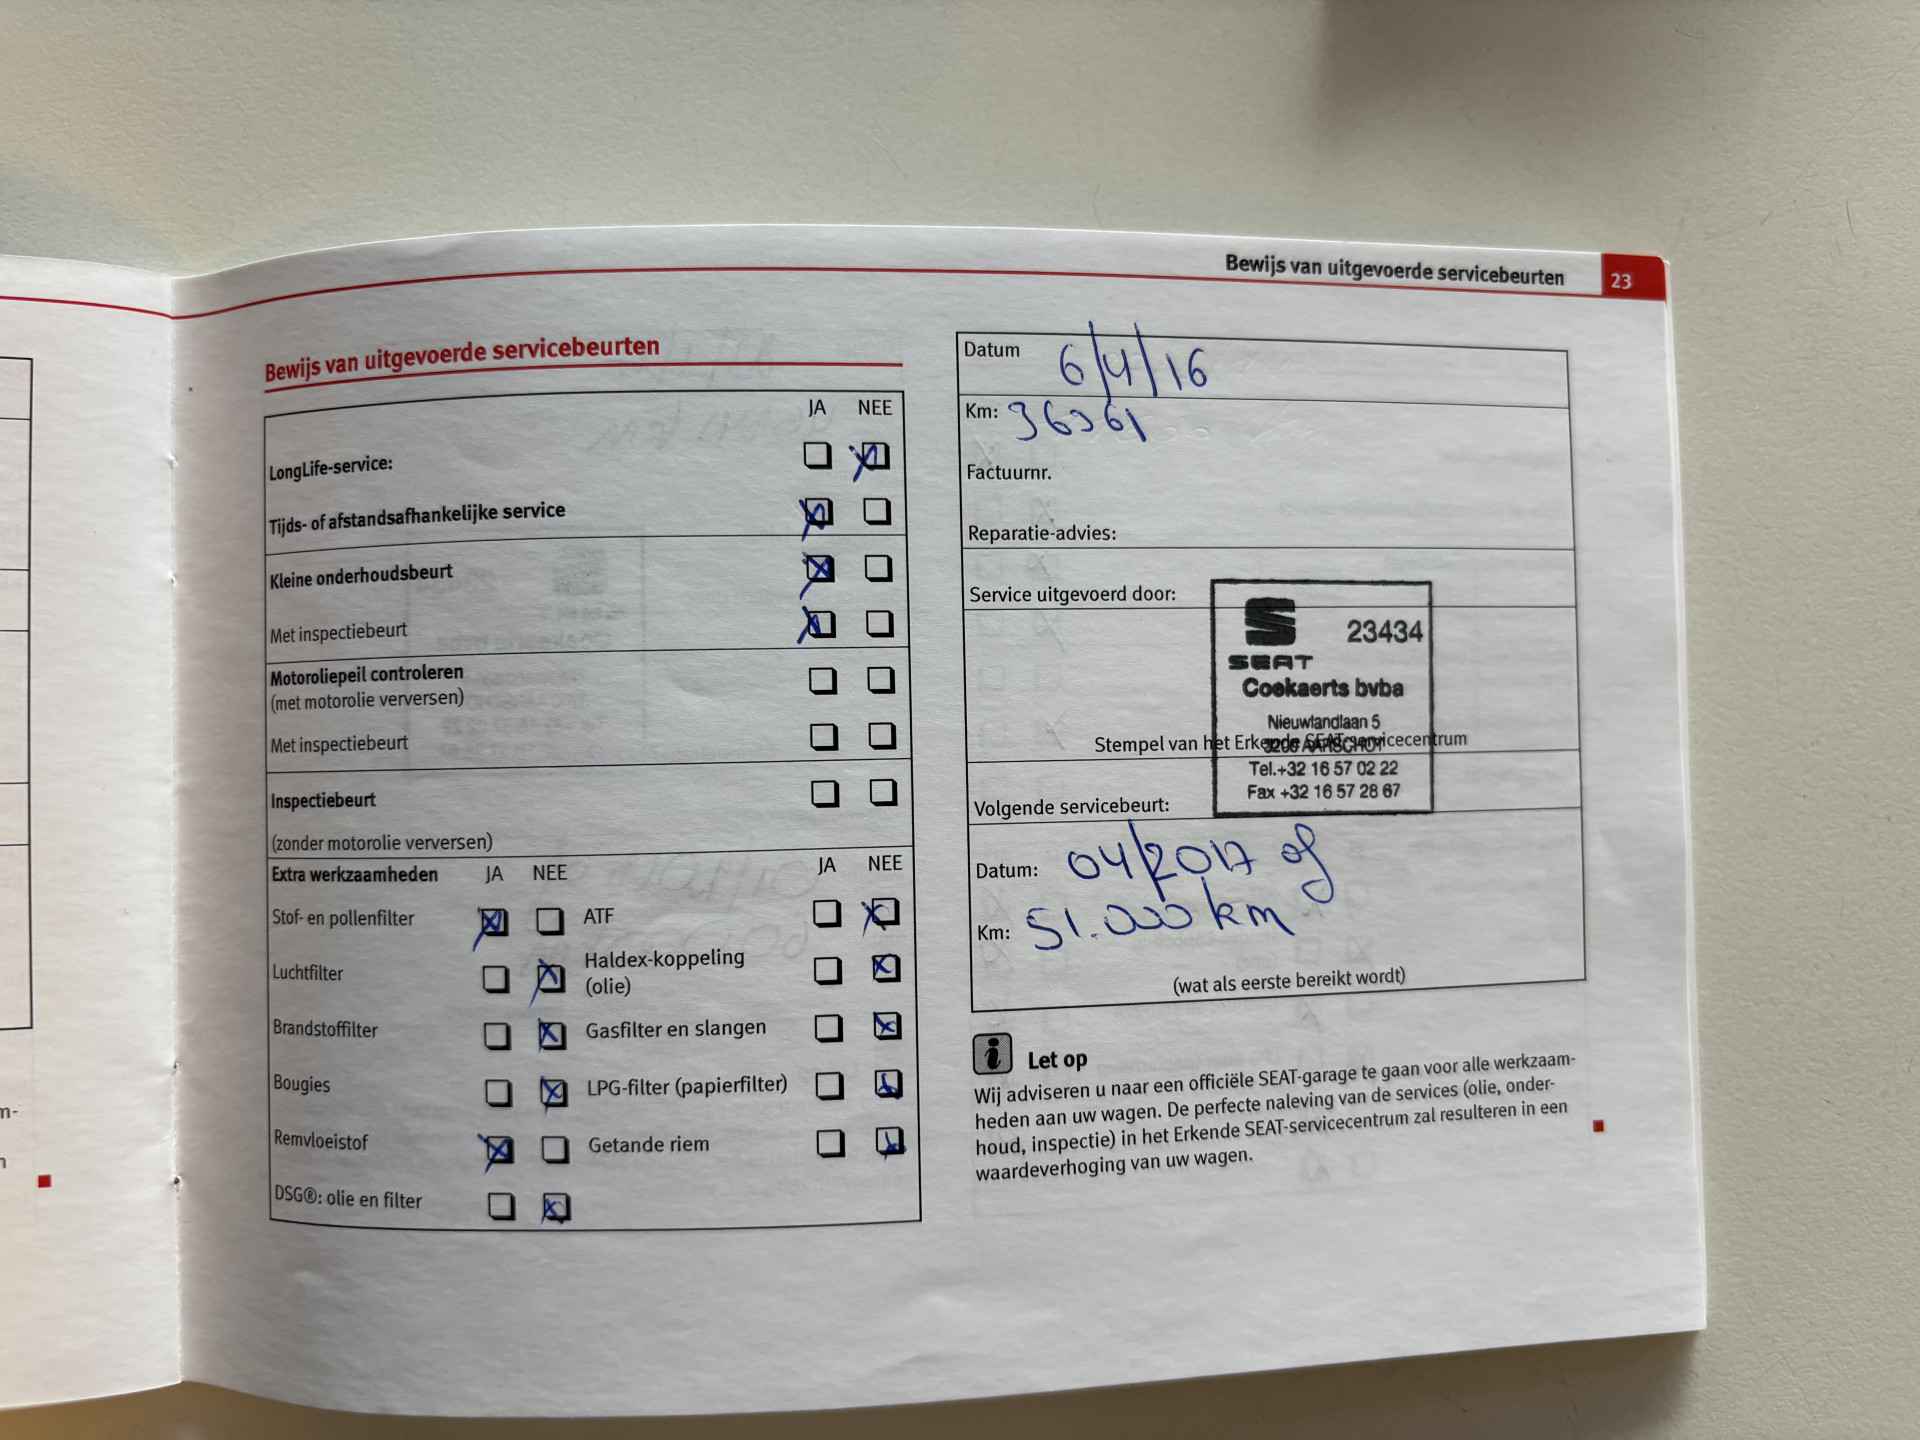 Bewijs van uitgevoerde servicebeurten 23
Bewijs van uitgevoerde servicebeurten
JA NEE
LongLife-service:
Tijds- of afstandsafhankelijke service
Kleine onderhoudsbeurt
Met inspectiebeurt
Motoroliepeil controleren
(met motorolie verversen)
Met inspectiebeurt
Inspectiebeurt
(zonder motorolie verversen)
Extra werkzaamheden JA NEE JA NEE
Stof- en pollenfilter ATF
Luchtfilter Haldex-koppeling
(olie)
Brandstoffilter Gasfilter en slangen
Bougies LPG-filter (papierfilter)
Remvloeistof Getande riem
DSG®: olie en filter
Datum 6/4/16
Km: 36361
Factuurnr.
Reparatie-advies:
Service uitgevoerd door:
23434
SEAT
Coekaerts bvba
Nieuwlandlaan 5
3200 AARSCHOT
Stempel van het Erkende SEAT-servicecentrum
Tel.+32 16 57 02 22
Fax +32 16 57 28 67
Volgende servicebeurt:
Datum: 04/2017 of
Km: 51.000 km
(wat als eerste bereikt wordt)
i Let op
Wij adviseren u naar een officiële SEAT-garage te gaan voor alle werkzaam-
heden aan uw wagen. De perfecte naleving van de services (olie, onder-
houd, inspectie) in het Erkende SEAT-servicecentrum zal resulteren in een
waardeverhoging van uw wagen.